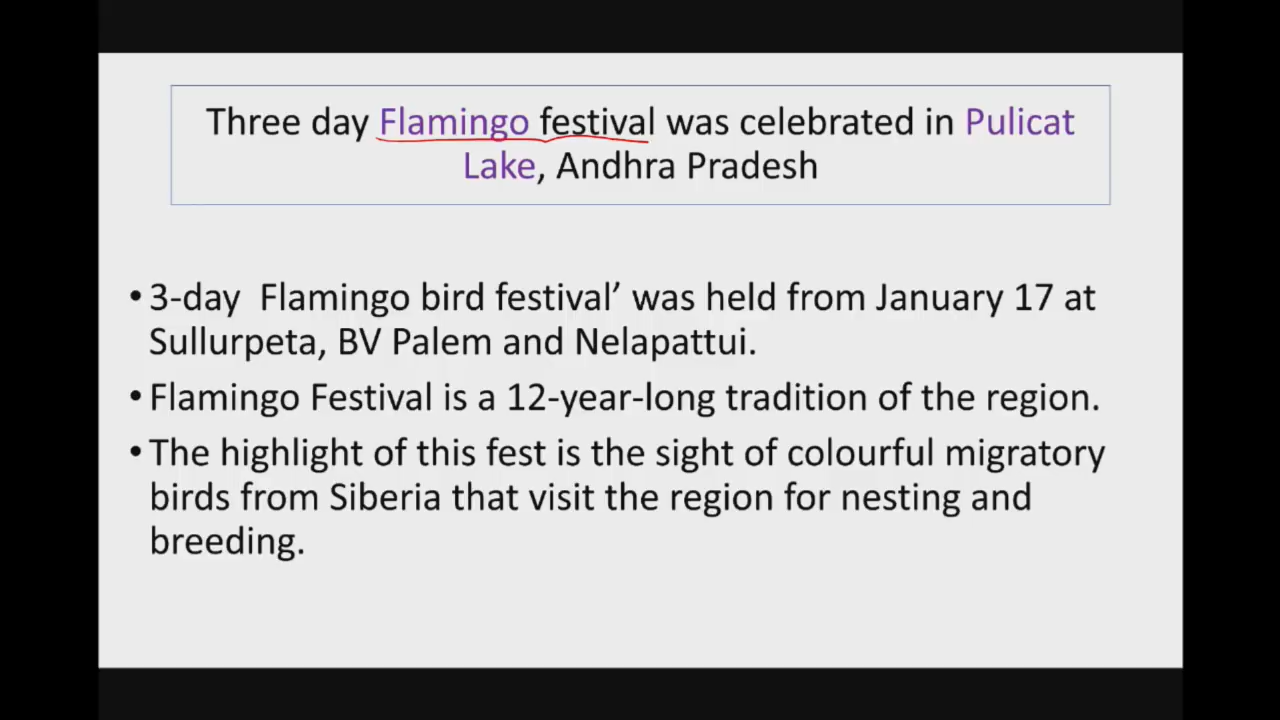 Three day Flamingo festival was celebrated in Pulicat
Lake, Andhra Pradesh
• 3-day  Flamingo bird festival’ was held from January 17 at
Sullurpeta, BV Palem and Nelapattui.
• Flamingo Festival is a 12-year-long tradition of the region.
• The highlight of this fest is the sight of colourful migratory
birds from Siberia that visit the region for nesting and
breeding.